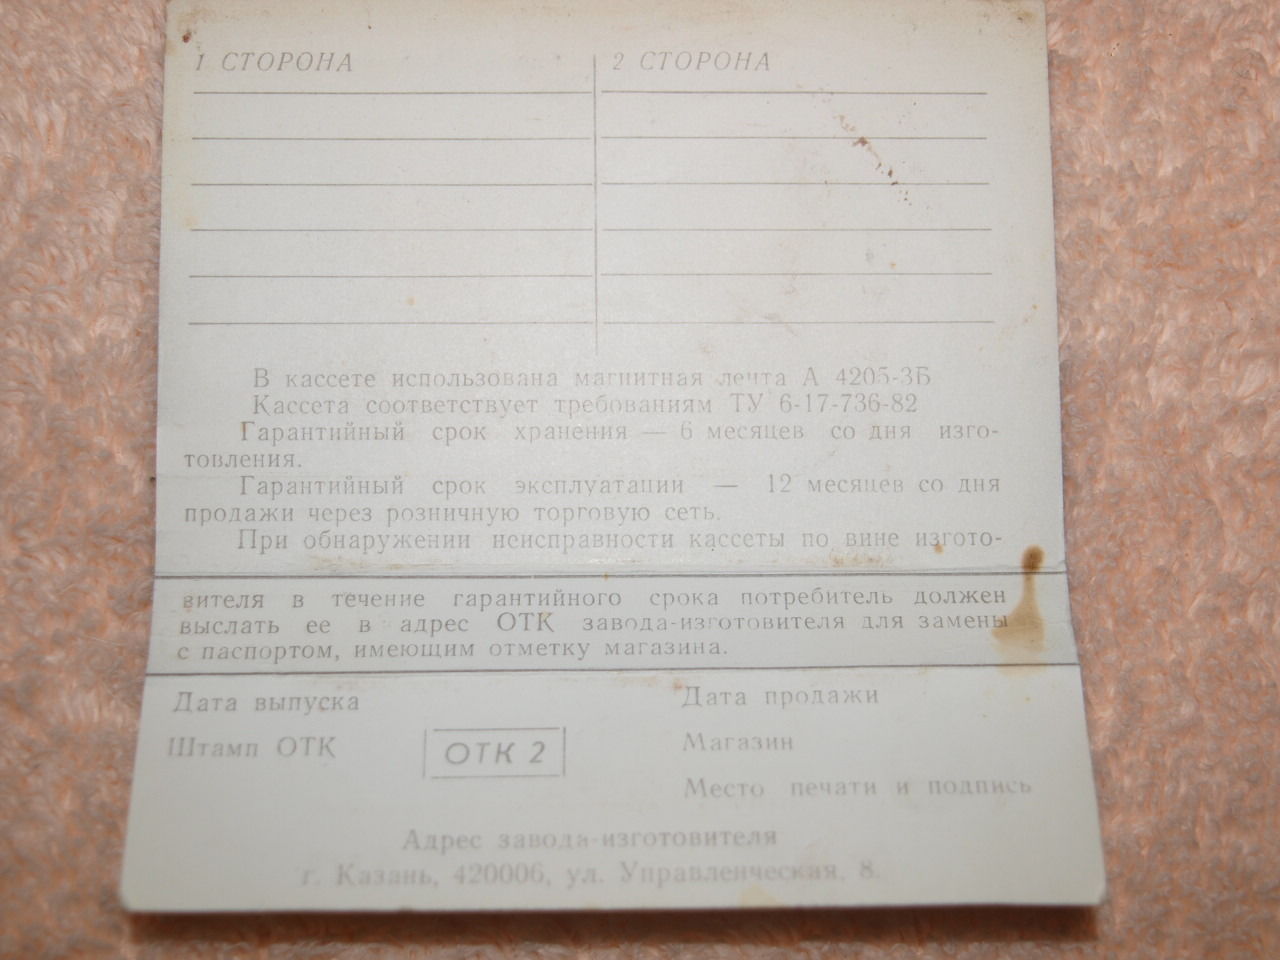 1 СТОРОНА
2 СТОРОНА
В кассете использована магнитная лента А 4205-3Б
Кассета соответствует требованиям ТУ 6-17-736-82
Гарантийный срок хранения — 6 месяцев со дня изго-
товления.
Гарантийный срок эксплуатации — 12 месяцев со дня
продажи через розничную торговую сеть.
При обнаружении неисправности кассеты по вине изгото-
вителя в течение гарантийного срока потребитель должен
выслать ее в адрес ОТК завода-изготовителя для замены
с паспортом, имеющим отметку магазина.
Дата выпуска
Дата продажи
Штамп ОТК
ОТК 2
Магазин
Место печати и подпись
Адрес завода-изготовителя
г. Казань, 420006, ул. Управленческая, 8.